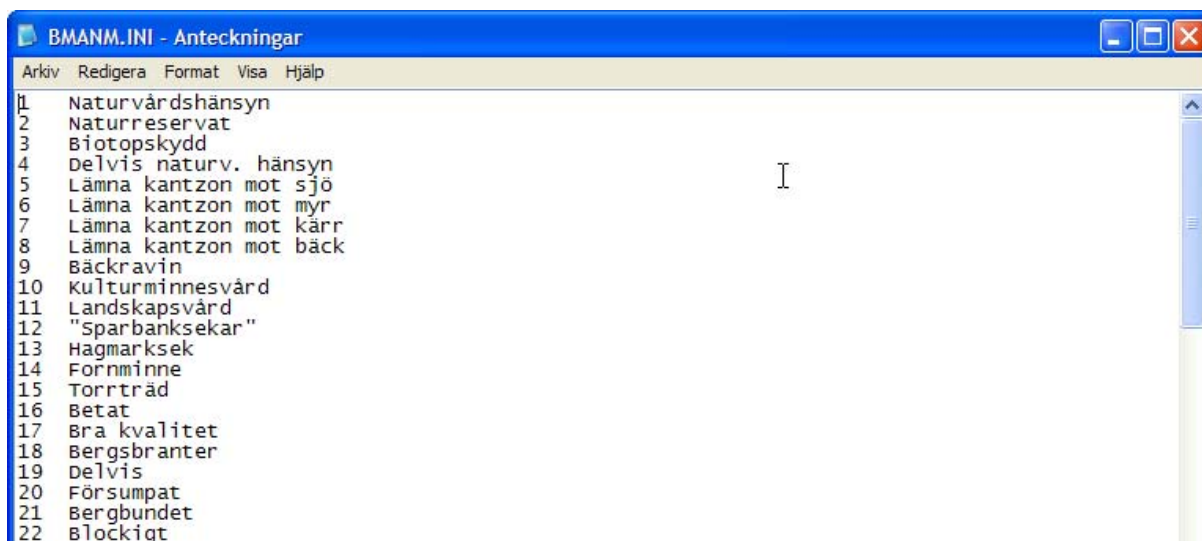 BMANM.INI - Anteckningar
Arkiv Redigera Format Visa Hjälp
1 Naturvårdshänsyn
2 Naturreservat
3 Biotopskydd
4 Delvis naturv. hänsyn
5 Lämna kantzon mot sjö
6 Lämna kantzon mot myr
7 Lämna kantzon mot kärr
8 Lämna kantzon mot bäck
9 Bäckravin
10 Kulturminnesvård
11 Landskapsvård
12 "Sparbanksekar"
13 Hagmarksek
14 Fornminne
15 Torrträd
16 Betat
17 Bra kvalitet
18 Bergsbranter
19 Delvis
20 Försumpat
21 Bergbundet
22 Blockigt